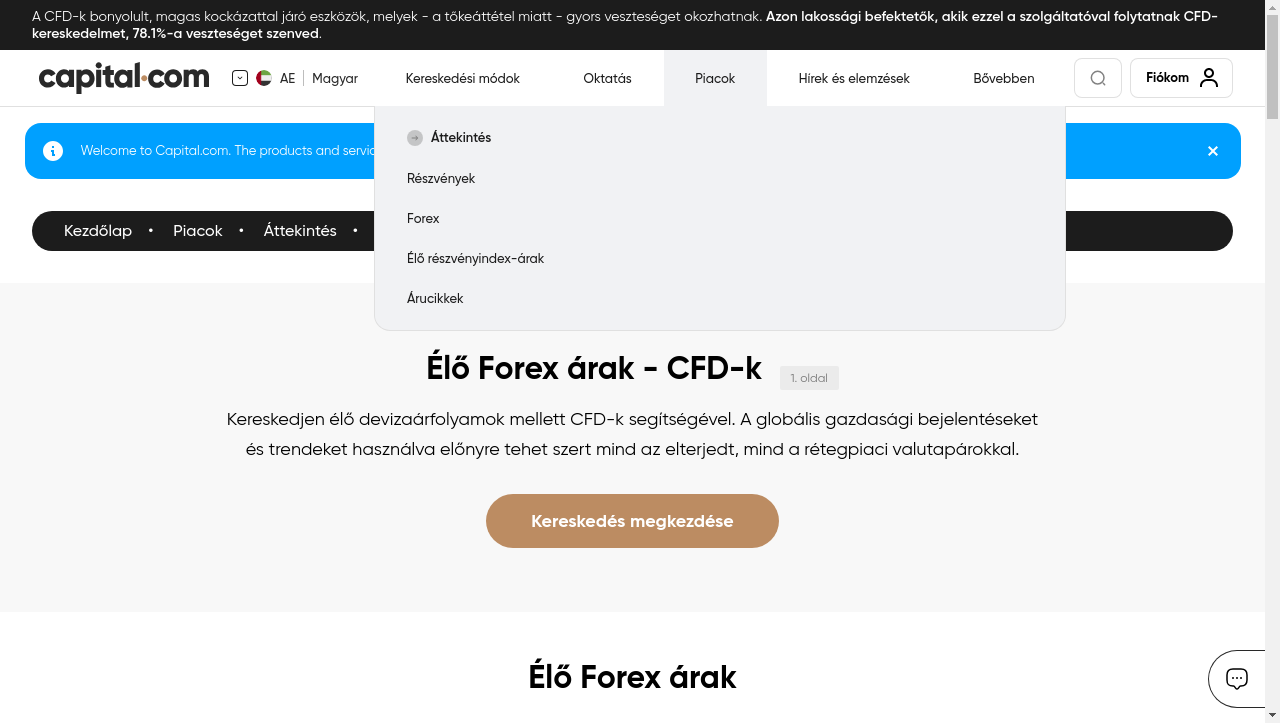 A CFD-k bonyolult, magas kockázattal járó eszközök, melyek - a tőkeáttétel miatt - gyors veszteséget okozhatnak. Azon lakossági befektetők, akik ezzel a szolgáltatóval folytatnak CFD-
kereskedelmet, 78.1%-a veszteséget szenved.
capital.com
AE
Magyar
Kereskedési módok
Oktatás
Piacok
Hírek és elemzések
Bővebben
Fiókom
Áttekintés
Welcome to Capital.com. The products and
Részvények
Forex
Kezdőlap • Piacok • Áttekintés •
Élő részvényindex-árak
Árucikkek
Élő Forex árak - CFD-k
1. oldal
Kereskedjen élő devizaárfolyamok mellett CFD-k segítségével. A globális gazdasági bejelentéseket
és trendeket használva előnyre tehet szert mind az elterjedt, mind a rétegpiaci valutapárokkal.
Kereskedés megkezdése
Élő Forex árak